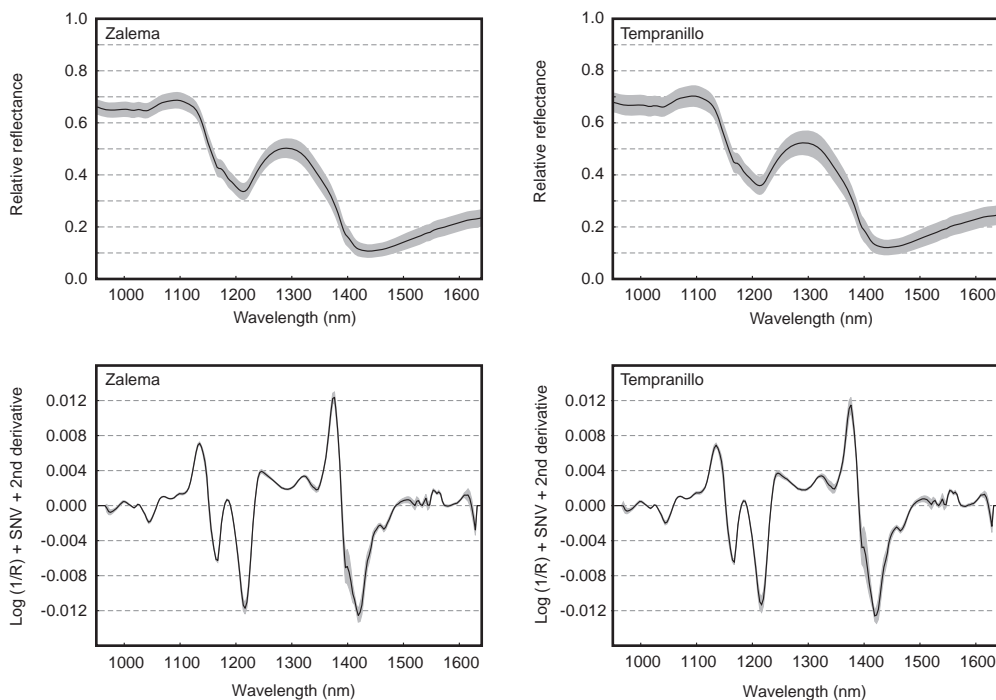 Zalema
1.0
0.8
0.6
0.4
0.2
0.0
Relative reflectance
1000 1100 1200 1300 1400 1500 1600
Wavelength (nm)
Tempranillo
1.0
0.8
0.6
0.4
0.2
0.0
Relative reflectance
1000 1100 1200 1300 1400 1500 1600
Wavelength (nm)
Zalema
0.012
0.008
0.004
0.000
-0.004
-0.008
-0.012
Log (1/R) + SNV + 2nd derivative
1000 1100 1200 1300 1400 1500 1600
Wavelength (nm)
Tempranillo
0.012
0.008
0.004
0.000
-0.004
-0.008
-0.012
Log (1/R) + SNV + 2nd derivative
1000 1100 1200 1300 1400 1500 1600
Wavelength (nm)